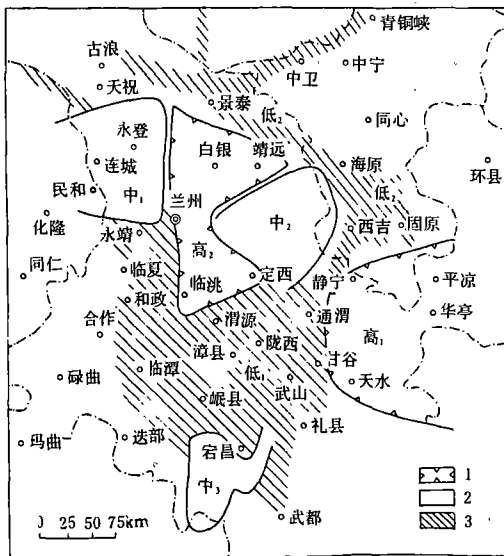 青铜峡
古浪
中卫
中宁
天祝
景泰
低₂
同心
永登
白银
靖远
海原
环县
连城
民和
中₁
兰州
低₂
化隆
永靖
中₂
西吉
固原
高₂
同仁
临夏
临洮
定西
静宁
平凉
和政
合作
渭源
通渭
华亭
高₁
漳县
陇西
甘谷
碌曲
临潭
低₁
武山
天水
岷县
礼县
玛曲
迭部
宕昌
中₃
武都
1
2
3
0 25 50 75km